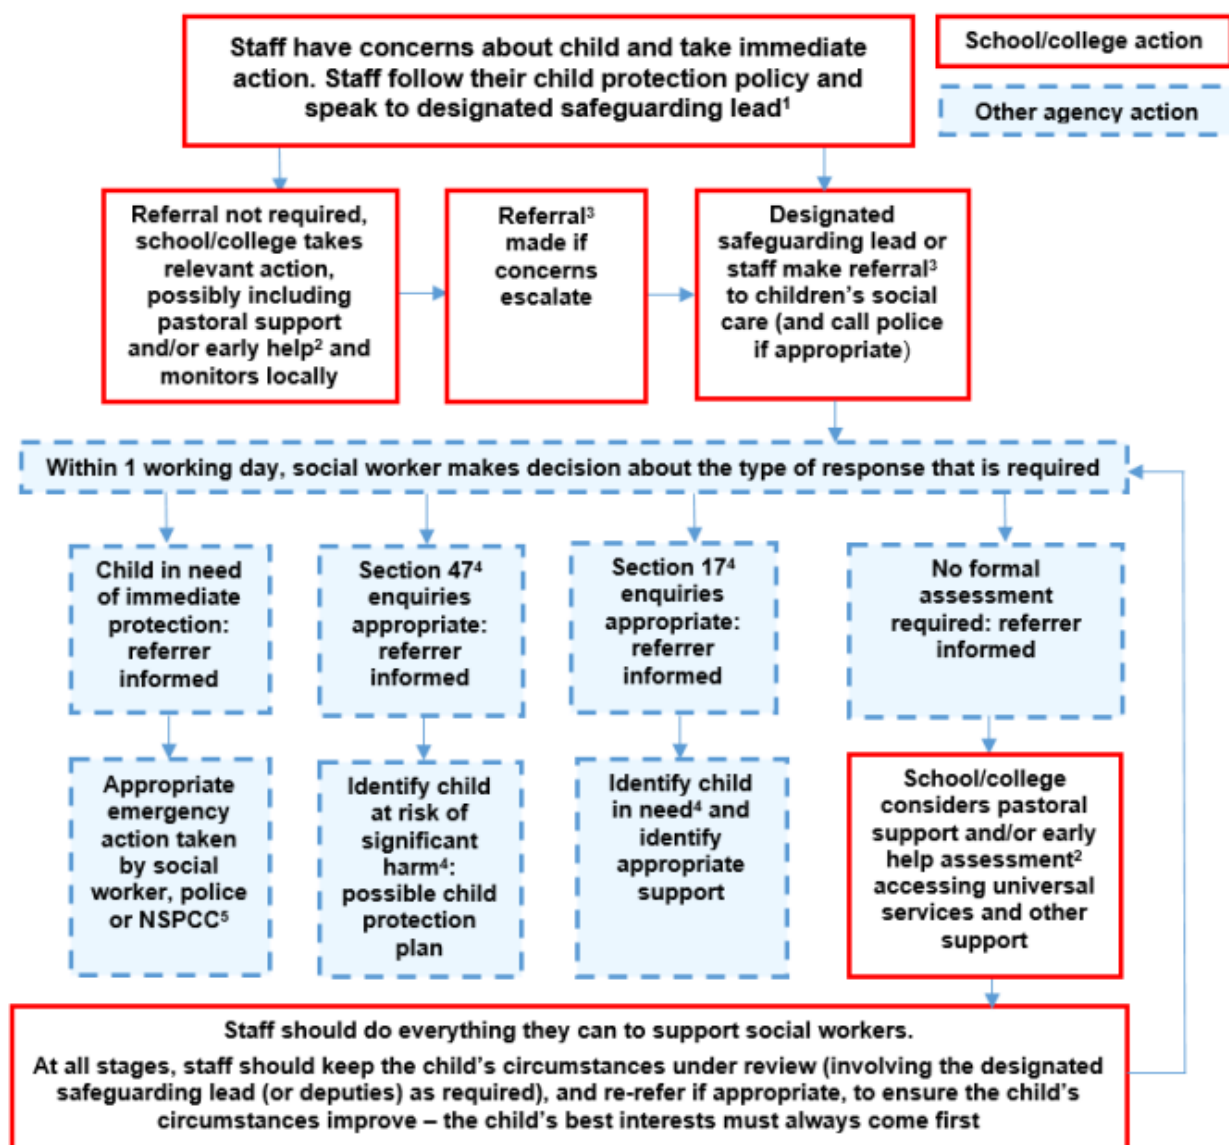 Staff have concerns about child and take immediate
action. Staff follow their child protection policy and
speak to designated safeguarding lead¹
School/college action
Other agency action
Referral not required,
school/college takes
relevant action,
possibly including
pastoral support
and/or early help² and
monitors locally
Referral³
made if
concerns
escalate
Designated
safeguarding lead or
staff make referral³
to children's social
care (and call police
if appropriate)
Within 1 working day, social worker makes decision about the type of response that is required
Child in need
of immediate
protection:
referrer
informed
Section 47⁴
enquiries
appropriate:
referrer
informed
Section 17⁴
enquiries
appropriate:
referrer
informed
No formal
assessment
required: referrer
informed
Appropriate
emergency
action taken
by social
worker, police
or NSPCC⁵
Identify child
at risk of
significant
harm⁴:
possible child
protection
plan
Identify child
in need⁴ and
identify
appropriate
support
School/college
considers pastoral
support and/or early
help assessment²
accessing universal
services and other
support
Staff should do everything they can to support social workers.
At all stages, staff should keep the child's circumstances under review (involving the designated
safeguarding lead (or deputies) as required), and re-refer if appropriate, to ensure the child's
circumstances improve – the child's best interests must always come first